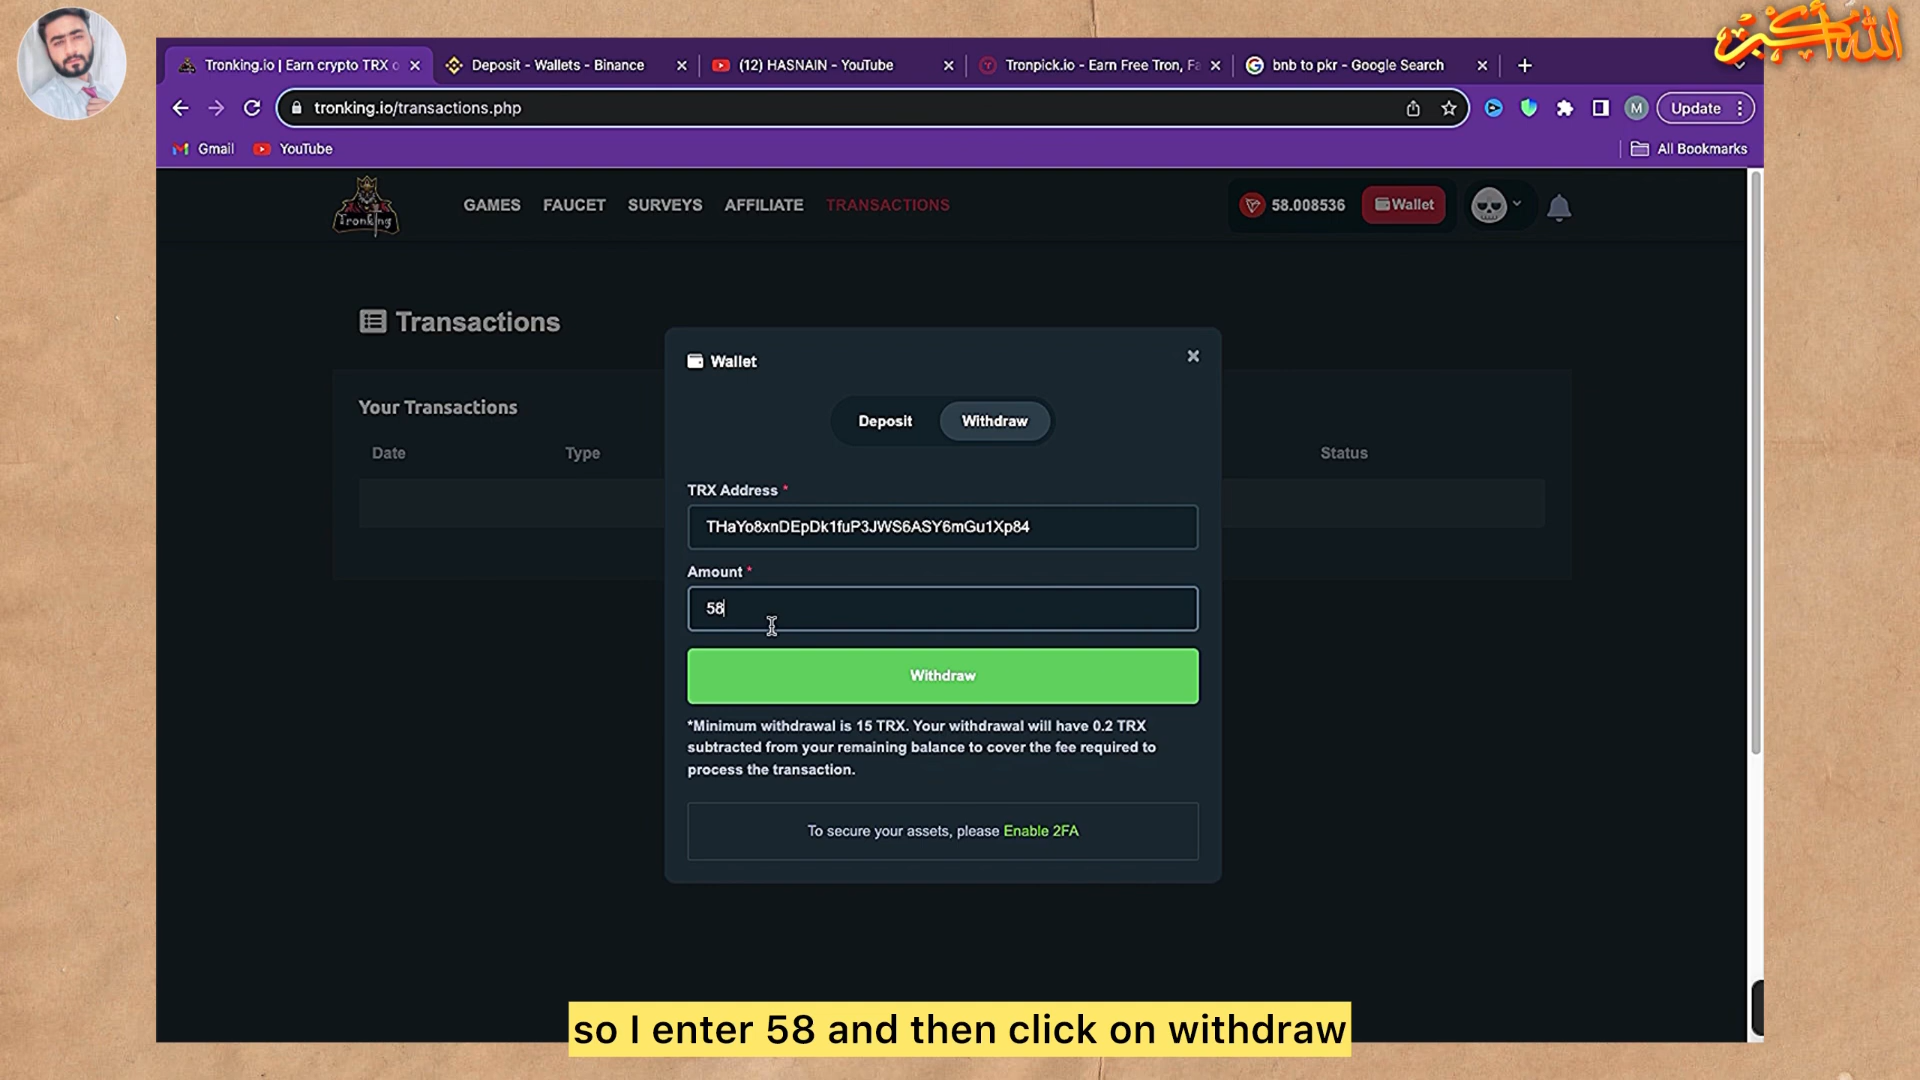 الله أكبر
Tronking.io | Earn crypto TRX o
Deposit - Wallets - Binance
(12) HASNAIN - YouTube
Tronpick.io - Earn Free Tron, Fa
bnb to pkr - Google Search
tronking.io/transactions.php
M
Update
Gmail
YouTube
All Bookmarks
Tronking
GAMES
FAUCET
SURVEYS
AFFILIATE
TRANSACTIONS
58.008536
Wallet
Transactions
Your Transactions
Date
Type
Status
Wallet
Deposit
Withdraw
TRX Address *
THaYo8xnDEpDk1fuP3JWS6ASY6mGu1Xp84
Amount *
58
Withdraw
*Minimum withdrawal is 15 TRX. Your withdrawal will have 0.2 TRX
subtracted from your remaining balance to cover the fee required to
process the transaction.
To secure your assets, please Enable 2FA
so I enter 58 and then click on withdraw